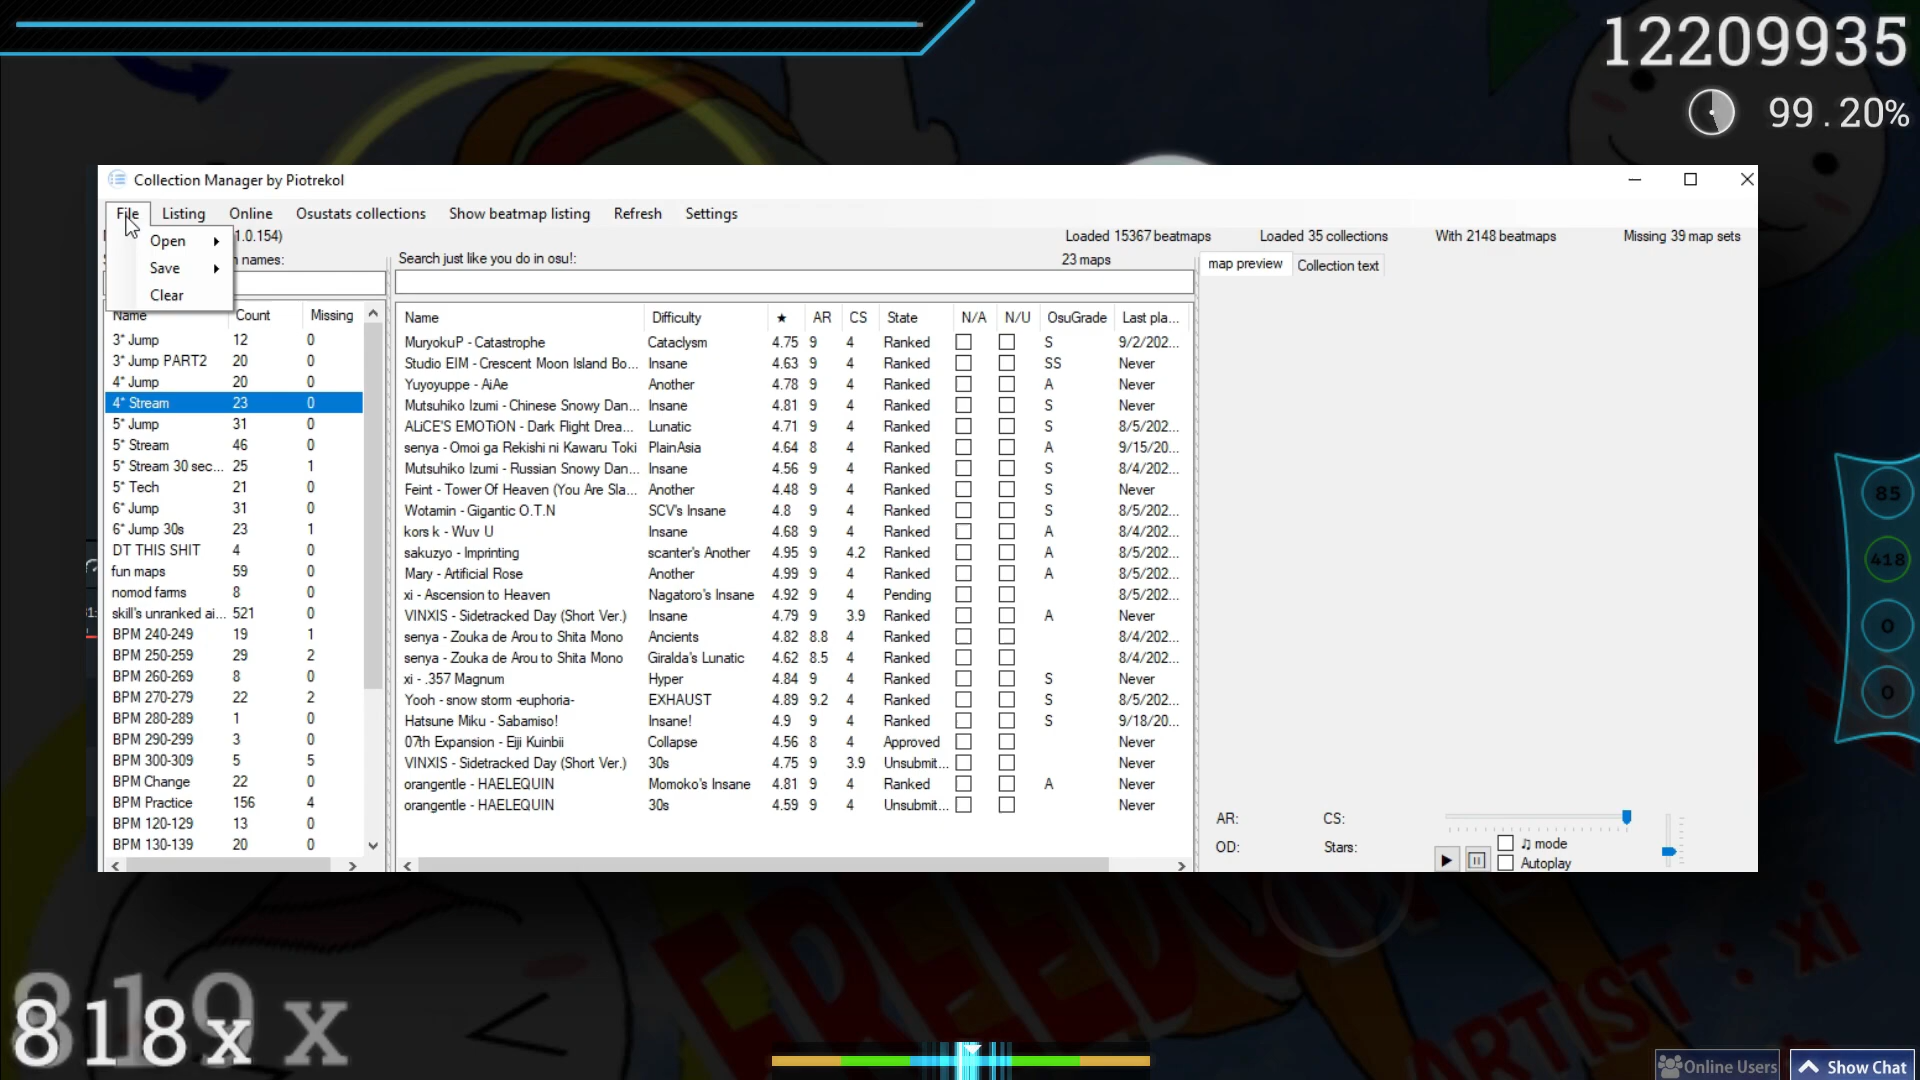 12209935
99.20%
Collection Manager by Piotrekol
File Listing Online Osustats collections Show beatmap listing Refresh Settings
1.0.154) Loaded 15367 beatmaps Loaded 35 collections With 2148 beatmaps Missing 39 map sets
Open
Save
Clear
names:
Search just like you do in osu!: 23 maps
map preview Collection text
Name Count Missing
3* Jump 12 0
3* Jump PART2 20 0
4* Jump 20 0
4* Stream 23 0
5* Jump 31 0
5* Stream 46 0
5* Stream 30 sec... 25 1
5* Tech 21 0
6* Jump 31 0
6* Jump 30s 23 1
DT THIS SHIT 4 0
fun maps 59 0
nomod farms 8 0
skill's unranked ai... 521 0
BPM 240-249 19 1
BPM 250-259 29 2
BPM 260-269 8 0
BPM 270-279 22 2
BPM 280-289 1 0
BPM 290-299 3 0
BPM 300-309 5 5
BPM Change 22 0
BPM Practice 156 4
BPM 120-129 13 0
BPM 130-139 20 0
Name Difficulty ★ AR CS State N/A N/U OsuGrade Last pla...
MuryokuP - Catastrophe Cataclysm 4.75 9 4 Ranked S 9/2/202...
Studio EIM - Crescent Moon Island Bo... Insane 4.63 9 4 Ranked SS Never
Yuyoyuppe - AiAe Another 4.78 9 4 Ranked A Never
Mutsuhiko Izumi - Chinese Snowy Dan... Insane 4.81 9 4 Ranked S Never
ALiCE'S EMOTiON - Dark Flight Drea... Lunatic 4.71 9 4 Ranked S 8/5/202...
senya - Omoi ga Rekishi ni Kawaru Toki PlainAsia 4.64 8 4 Ranked A 9/15/20...
Mutsuhiko Izumi - Russian Snowy Dan... Insane 4.56 9 4 Ranked S 8/4/202...
Feint - Tower Of Heaven (You Are Sla... Another 4.48 9 4 Ranked S Never
Wotamin - Gigantic O.T.N SCV's Insane 4.8 9 4 Ranked S 8/5/202...
kors k - Wuv U Insane 4.68 9 4 Ranked A 8/4/202...
sakuzyo - Imprinting scanter's Another 4.95 9 4.2 Ranked A 8/5/202...
Mary - Artificial Rose Another 4.99 9 4 Ranked A 8/5/202...
xi - Ascension to Heaven Nagatoro's Insane 4.92 9 4 Pending 8/5/202...
VINXIS - Sidetracked Day (Short Ver.) Insane 4.79 9 3.9 Ranked A Never
senya - Zouka de Arou to Shita Mono Ancients 4.82 8.8 4 Ranked 8/4/202...
senya - Zouka de Arou to Shita Mono Giralda's Lunatic 4.62 8.5 4 Ranked 8/4/202...
xi - .357 Magnum Hyper 4.84 9 4 Ranked S Never
Yooh - snow storm -euphoria- EXHAUST 4.89 9.2 4 Ranked S 8/5/202...
Hatsune Miku - Sabamiso! Insane! 4.9 9 4 Ranked S 9/18/20...
07th Expansion - Eiji Kuinbii Collapse 4.56 8 4 Approved Never
VINXIS - Sidetracked Day (Short Ver.) 30s 4.75 9 3.9 Unsubmit... Never
orangentle - HAELEQUIN Momoko's Insane 4.81 9 4 Ranked A Never
orangentle - HAELEQUIN 30s 4.59 9 4 Unsubmit... Never
AR: CS:
OD: Stars:
♫ mode
Autoplay
85
418
0
0
FREEDOM
ARTIST : xi
818x
Online Users Show Chat